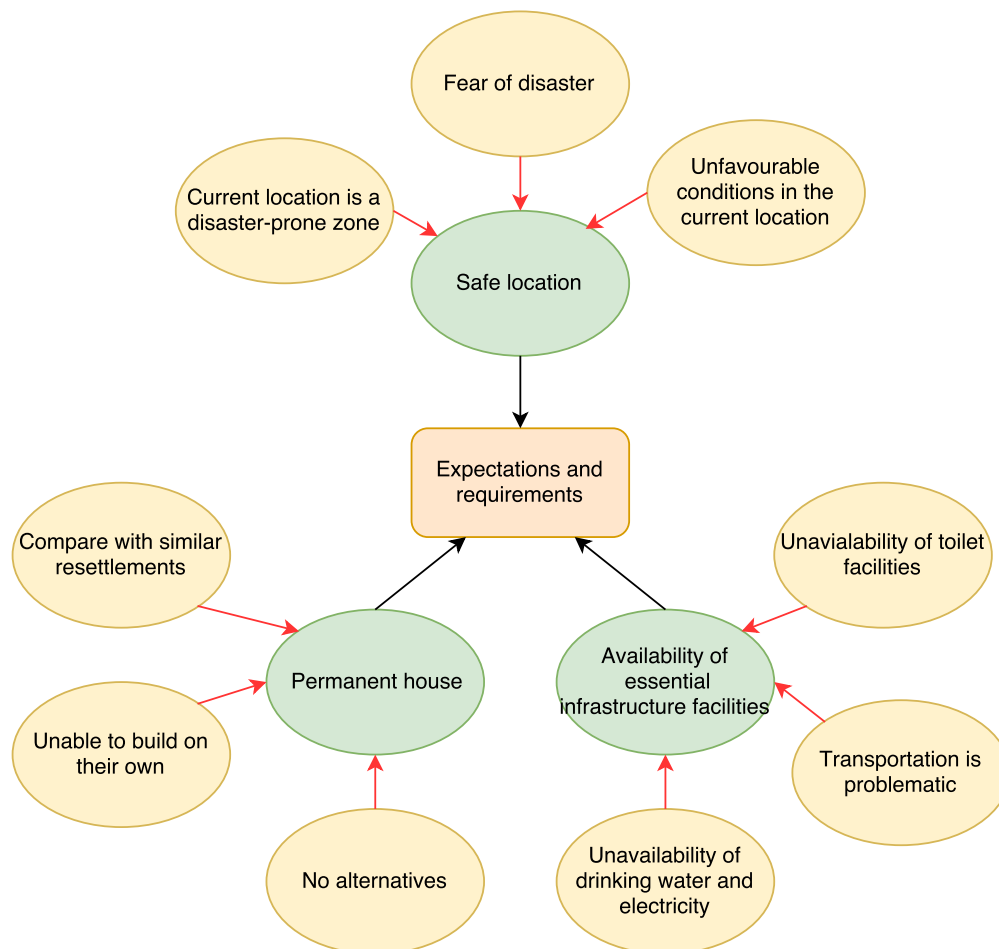 Fear of disaster
Current location is a
disaster-prone zone
Unfavourable
conditions in the
current location
Safe location
Expectations and
requirements
Compare with similar
resettlements
Unavialability of toilet
facilities
Permanent house
Availability of
essential
infrastructure facilities
Unable to build on
their own
Transportation is
problematic
No alternatives
Unavailability of
drinking water and
electricity